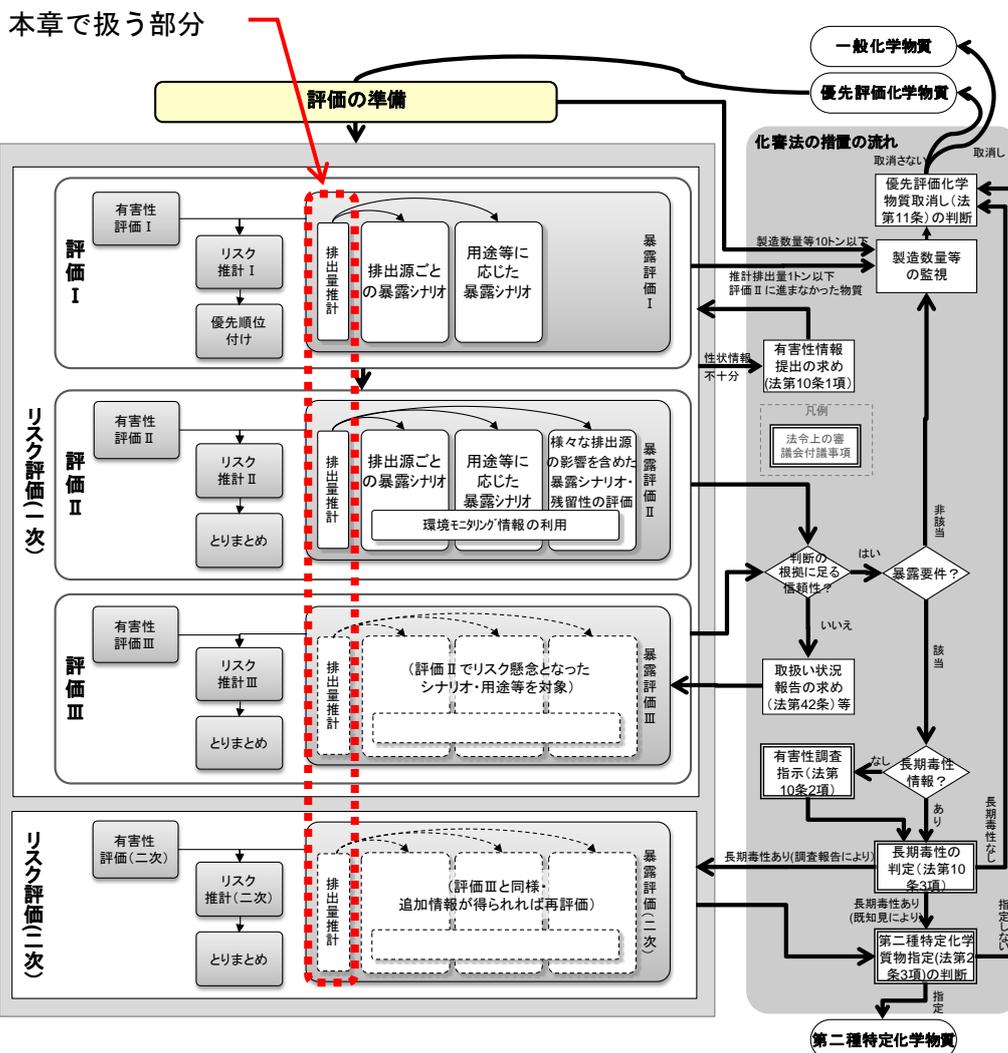 本章で扱う部分
一般化学物質
優先評価化学物質
評価の準備
化審法の措置の流れ
取消さない
取消し
優先評価化学
物質取消し(法
第11条)の判断
製造数量等10トン以下
製造数量等
の監視
推計排出量1トン以下
評価Ⅱに進まなかった物質
評価Ⅰ
有害性
評価Ⅰ
リスク
推計Ⅰ
優先順位
付け
排出量推計
排出源ごと
の暴露シナリオ
用途等に
応じた
暴露シナリオ
暴露評価Ⅰ
性状情報
不十分
有害性情報
提出の求め
(法第10条1項)
凡例
法令上の審
議会付議事項
リスク評価(一次)
評価Ⅱ
有害性
評価Ⅱ
リスク
推計Ⅱ
とりまとめ
排出量推計
排出源ごと
の暴露シナリオ
用途等に
応じた
暴露シナリオ
様々な排出源
の影響を含めた
暴露シナリオ・
残留性の評価
環境モニタリング情報の利用
暴露評価Ⅱ
判断の
根拠に足る
信頼性?
はい
暴露要件?
非該当
いいえ
該当
取扱い状況
報告の求め
(法第42条)等
評価Ⅲ
有害性
評価Ⅲ
リスク
推計Ⅲ
とりまとめ
排出量推計
(評価Ⅱでリスク懸念となった
シナリオ・用途等を対象)
暴露評価Ⅲ
有害性調査
指示(法第
10条2項)
なし
長期毒性
情報?
あり
長期毒性なし
リスク評価(二次)
有害性
評価(二次)
リスク
推計(二次)
とりまとめ
排出量推計
(評価Ⅲと同様・
追加情報が得られれば再評価)
暴露評価(二次)
長期毒性あり(調査報告により)
長期毒性の
判定(法第10
条3項)
長期毒性あり
(既知見により)
指定しない
第二種特定化学
物質指定(法第2
条3項)の判断
指定
第二種特定化学物質